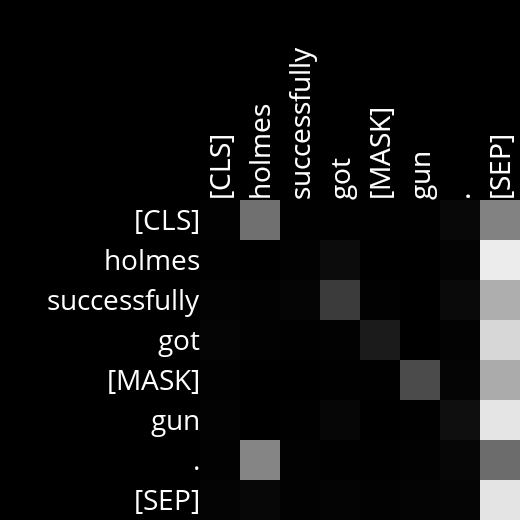 [CLS]
holmes
successfully
got
[MASK]
gun
.
[SEP]
[CLS]
holmes
successfully
got
[MASK]
gun
.
[SEP]